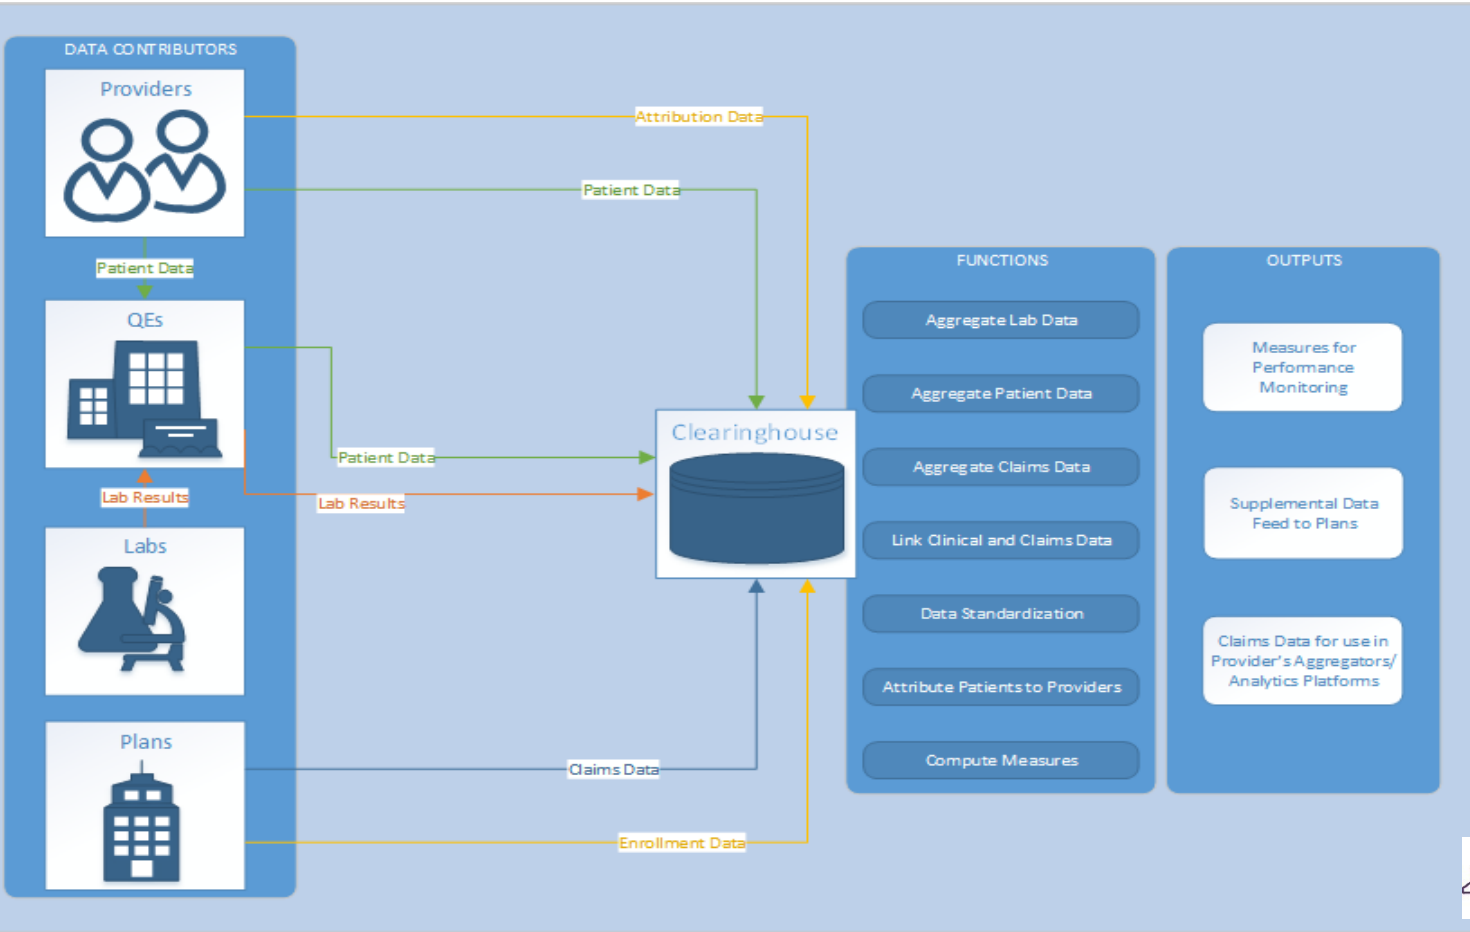 DATA CONTRIBUTORS
Providers
Attribution Data
Patient Data
Patient Data
QEs
Patient Data
Lab Results
Lab Results
Labs
Plans
Claims Data
Enrollment Data
Clearinghouse
FUNCTIONS
Aggregate Lab Data
Aggregate Patient Data
Aggregate Claims Data
Link Clinical and Claims Data
Data Standardization
Attribute Patients to Providers
Compute Measures
OUTPUTS
Measures for
Performance
Monitoring
Supplemental Data
Feed to Plans
Claims Data for use in
Provider's Aggregators/
Analytics Platforms